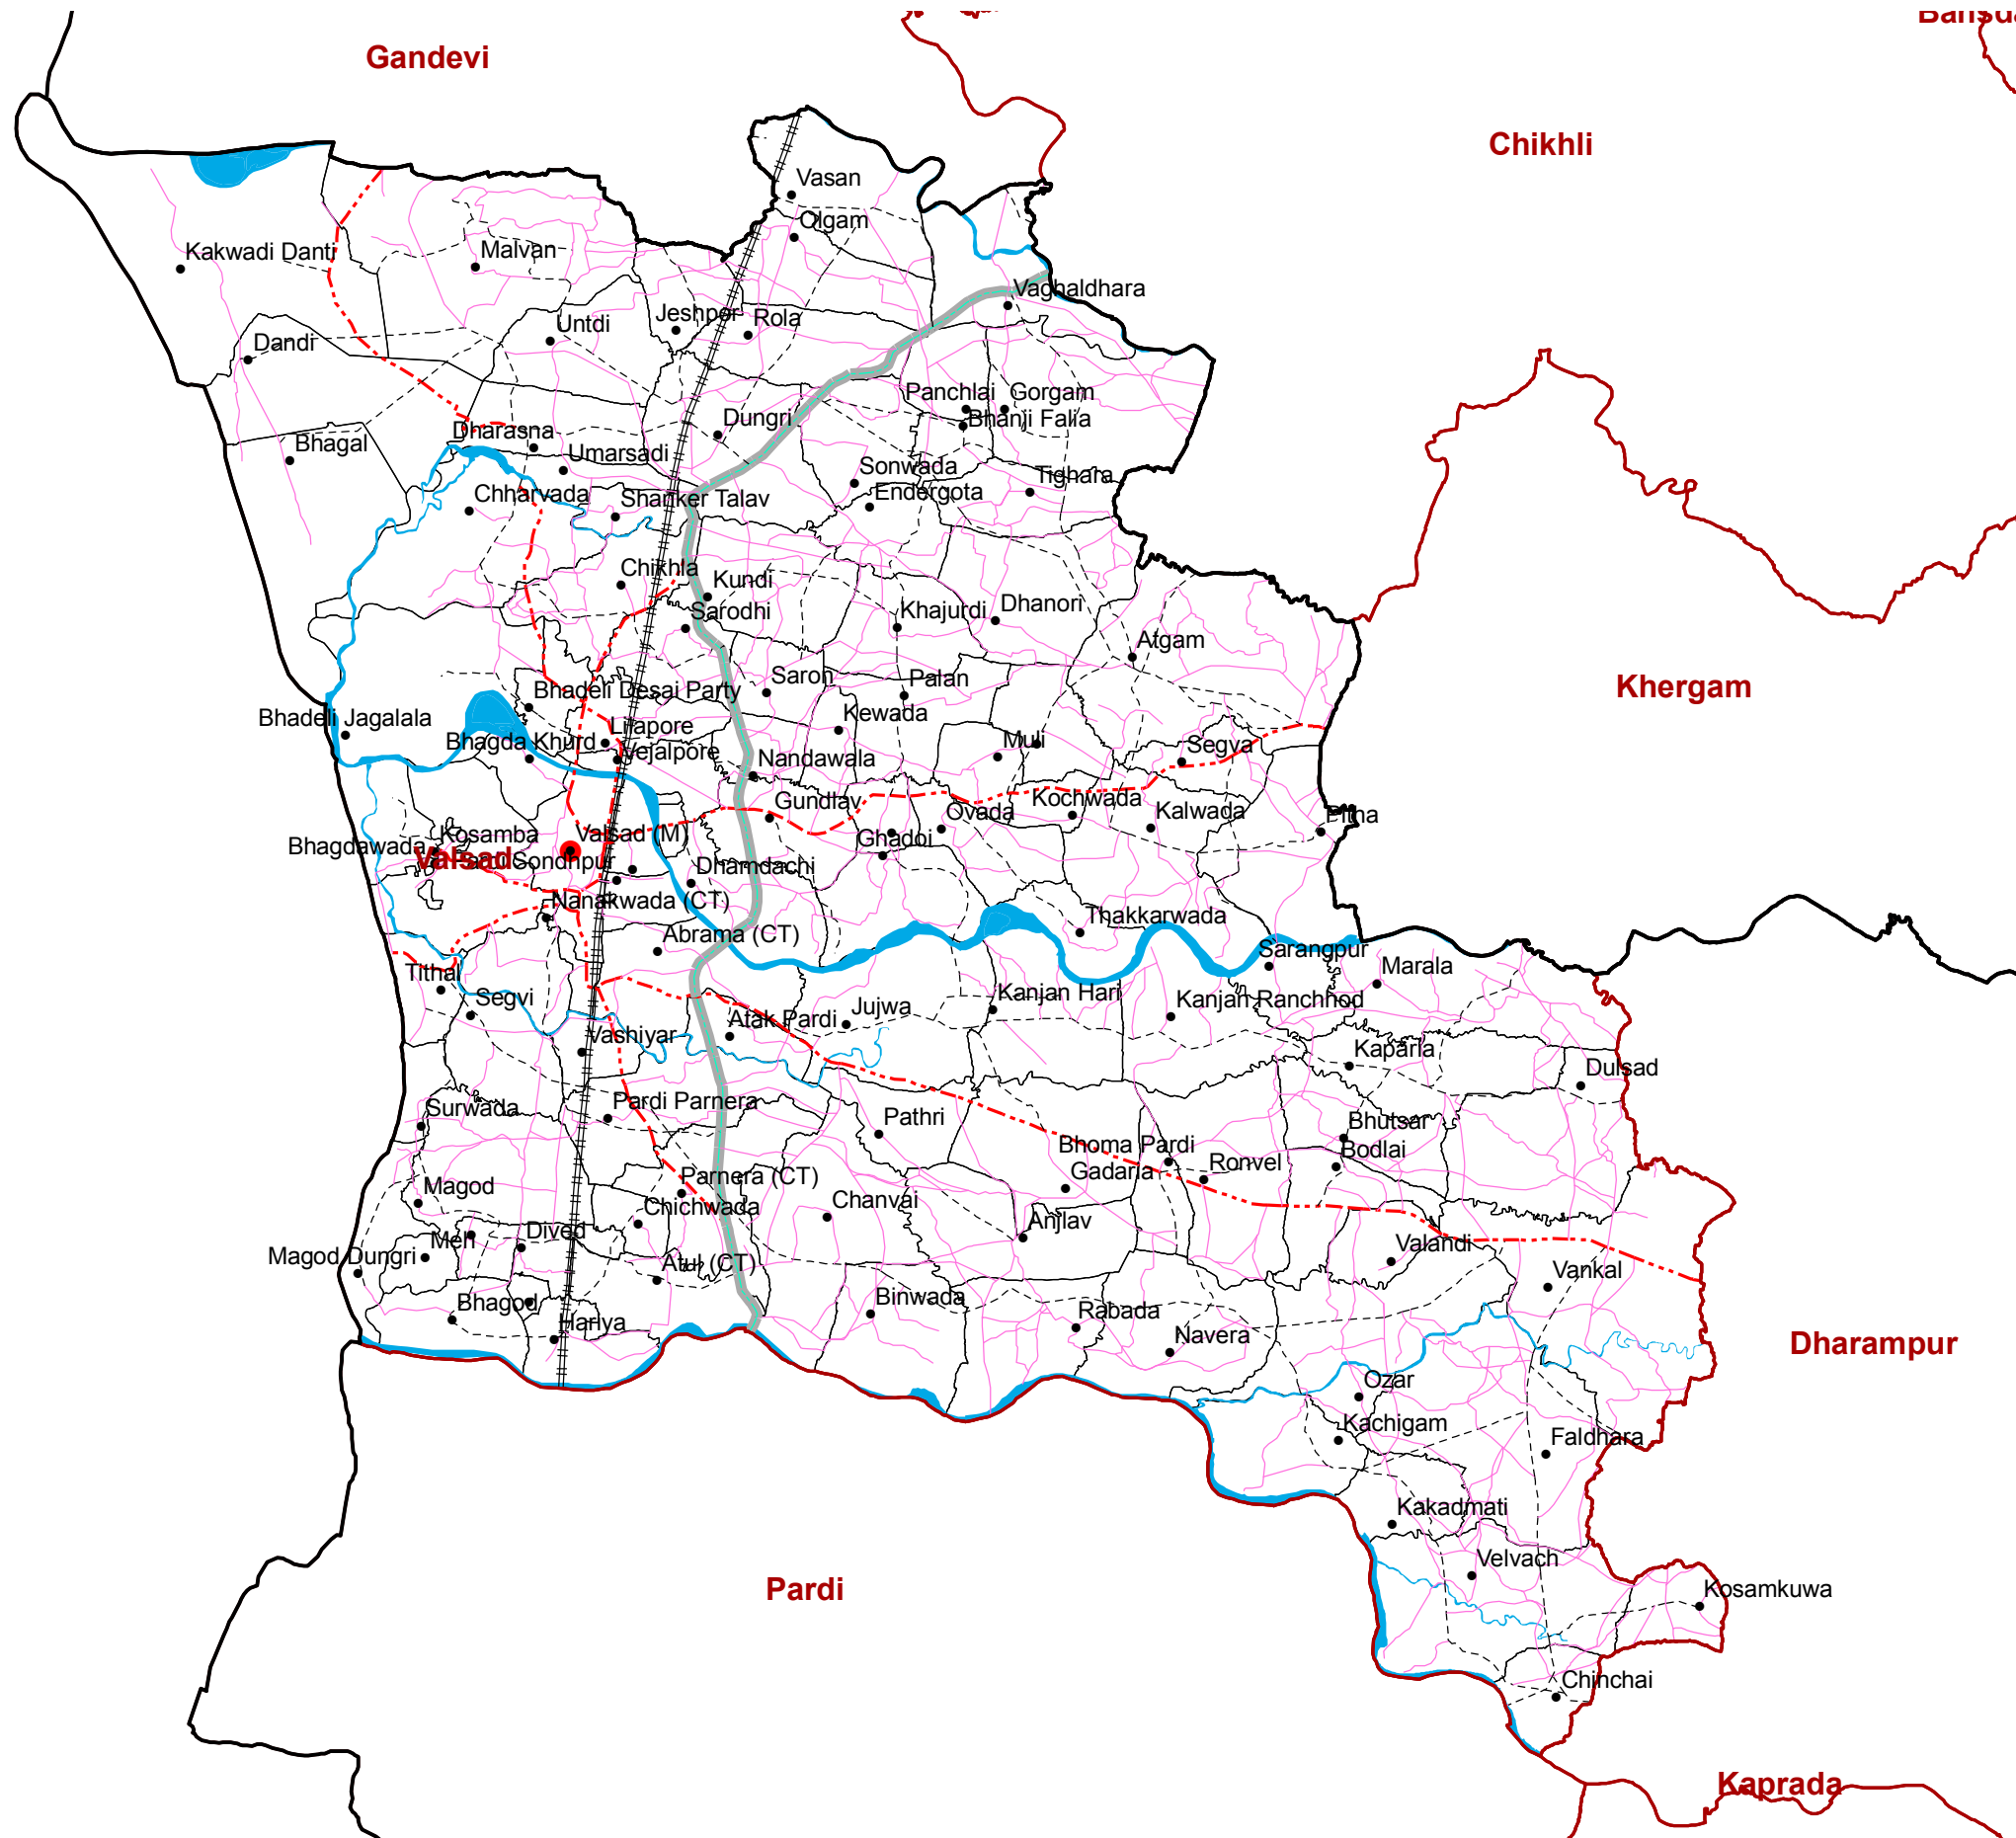 Gandevi
Chikhli
Vasan
Olgam
Kakwadi Danti
Malvan
Vaghaldhara
Untdi
Jeshpor
Rola
Dandi
Panchlai
Gorgam
Dungri
Bhanji Falia
Bhagal
Dharasna
Umarsadi
Sonwada
Tighara
Endergota
Chharvada
Shanker Talav
Chikhla
Kundi
Sarodhi
Khajurdi
Dhanori
Atgam
Saron
Palan
Khergam
Bhadeli Desai Party
Bhadeli Jagalala
Lilapore
Kewada
Bhagda Khurd
Vejalpore
Muli
Segva
Nandawala
Gundlav
Ovada
Kochwada
Kalwada
Pitha
Bhagdawada
Kosamba
Valsad (M)
Ghadoi
Valsad
Pardi Sondhpur
Dhamdachi
Nanakwada (CT)
Thakkarwada
Abrama (CT)
Sarangpur
Tithal
Marala
Segvi
Kanjan Hari
Kanjan Ranchhod
Atak Pardi
Jujwa
Vashiyar
Kaparia
Dulsad
Surwada
Pardi Parnera
Pathri
Bhutsar
Bhoma Pardi
Ronvel
Bodlai
Magod
Parnera (CT)
Gadaria
Chichwada
Chanvai
Anjlav
Magod Dungri
Meh
Dived
Atul (CT)
Valandi
Vankal
Bhagod
Hariya
Binwada
Rabada
Navera
Dharampur
Ozar
Kachigam
Faldhara
Kakadmati
Velvach
Pardi
Kosamkuwa
Chinchai
Kaprada